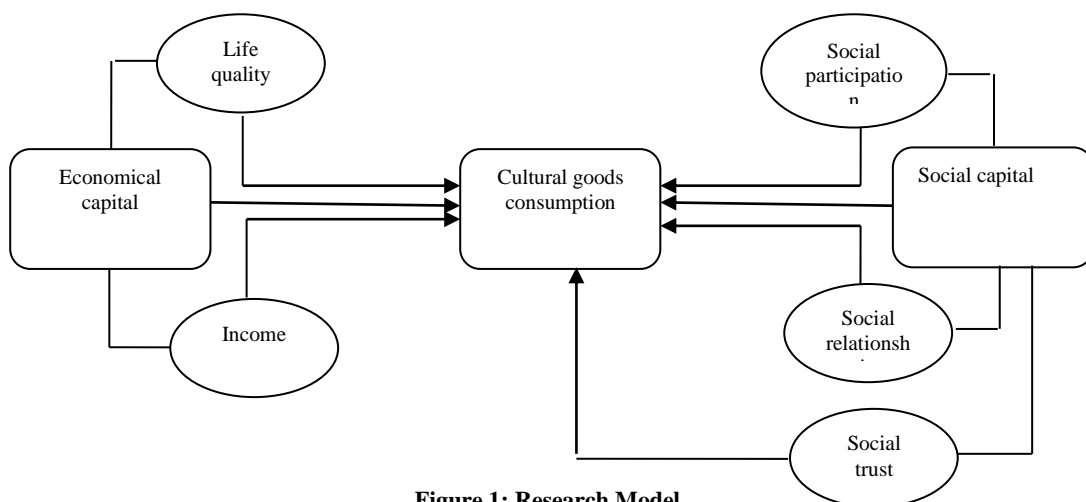 Life
quality
Social
participatio
n
Economical
capital
Cultural goods
consumption
Social capital
Income
Social
relationsh
Social
trust
Figure 1: Research Model